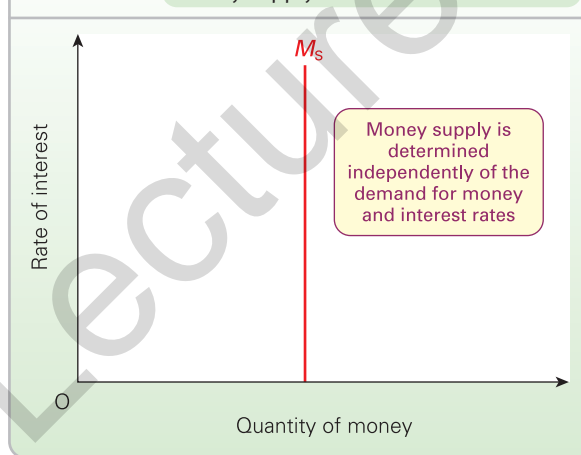 Ms
Money supply is
determined
independently of the
demand for money
and interest rates
Rate of interest
O
Quantity of money
Lecture